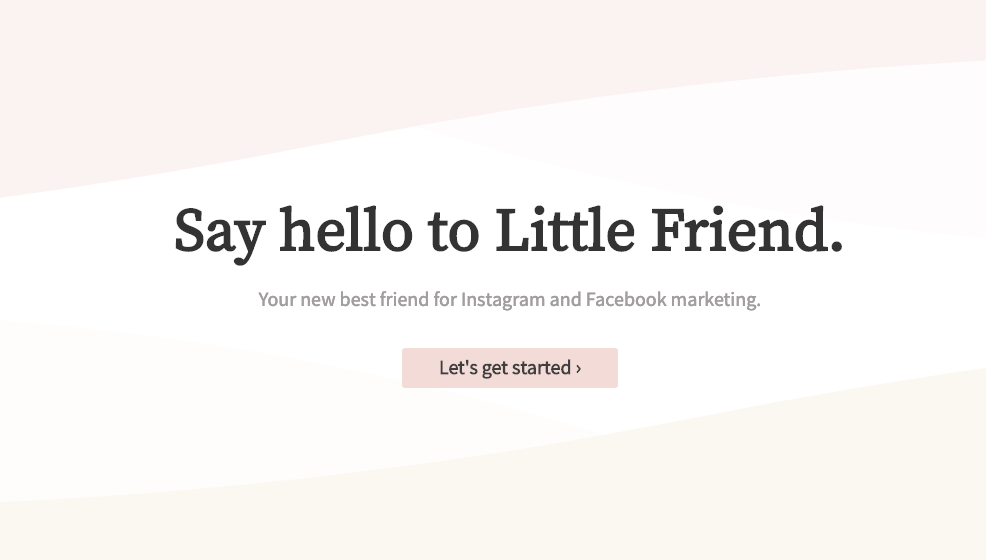 Say hello to Little Friend.
Your new best friend for Instagram and Facebook marketing.
Let's get started ›